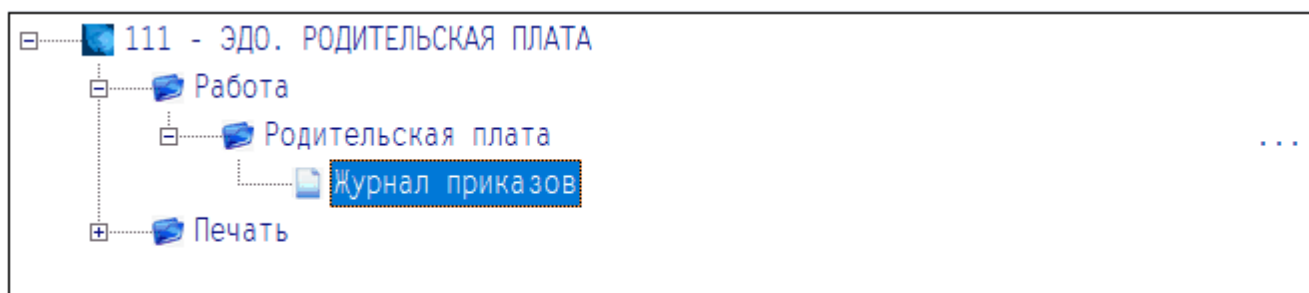 111 - ЭДО. РОДИТЕЛЬСКАЯ ПЛАТА
Работа
Родительская плата ...
Журнал приказов
Печать